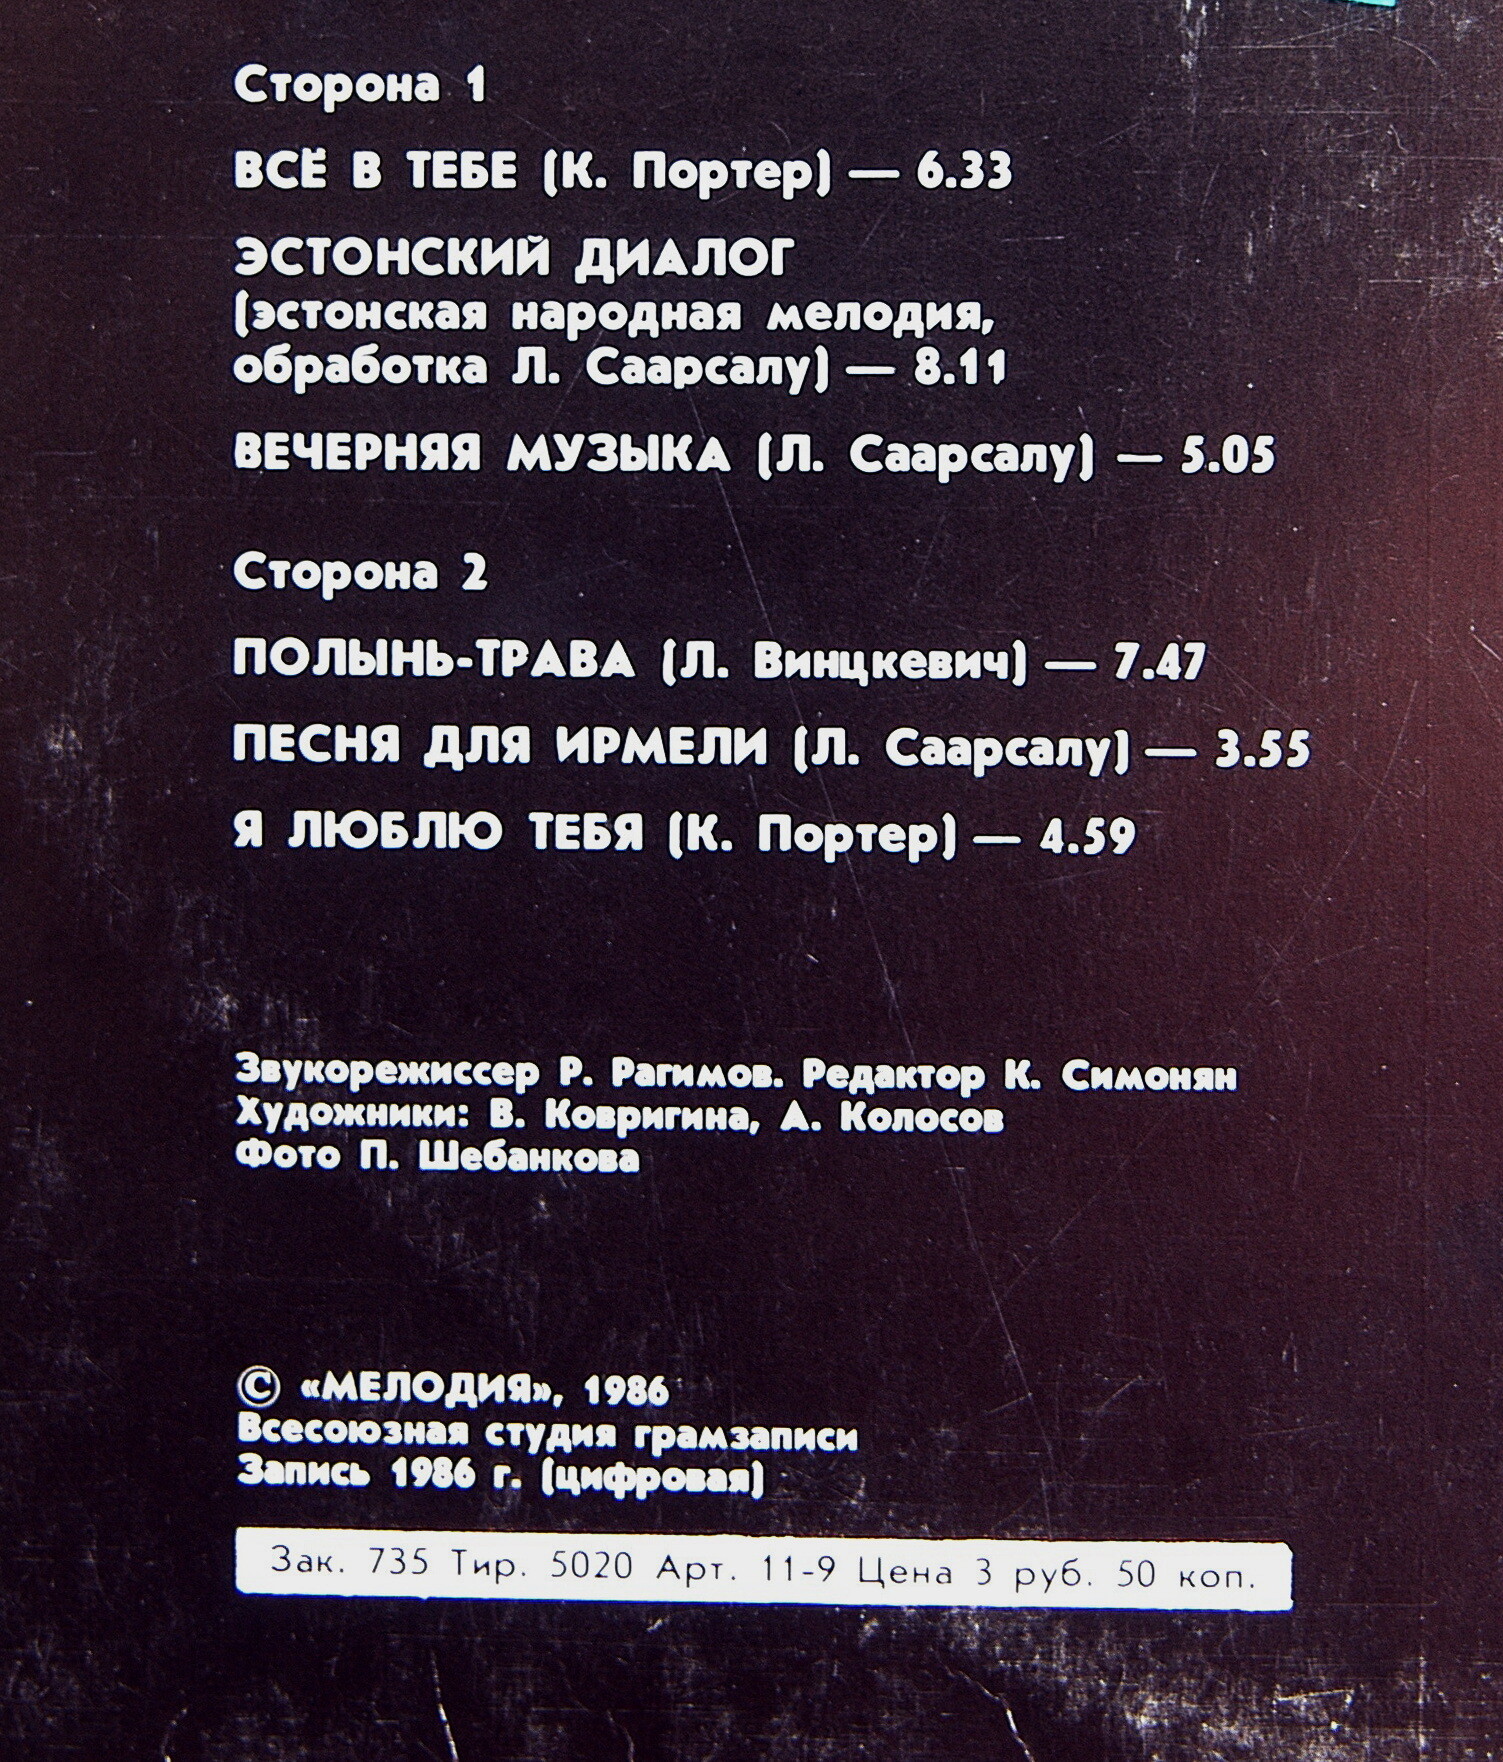 Сторона 1
ВСЁ В ТЕБЕ (К. Портер) — 6.33
ЭСТОНСКИЙ ДИАЛОГ
(эстонская народная мелодия,
обработка Л. Саарсалу) — 8.11
ВЕЧЕРНЯЯ МУЗЫКА (Л. Саарсалу) — 5.05
Сторона 2
ПОЛЫНЬ-ТРАВА (Л. Винцкевич) — 7.47
ПЕСНЯ ДЛЯ ИРМЕЛИ (Л. Саарсалу) — 3.55
Я ЛЮБЛЮ ТЕБЯ (К. Портер) — 4.59
Звукорежиссер Р. Рагимов. Редактор К. Симонян
Художники: В. Ковригина, А. Колосов
Фото П. Шебанкова
© «МЕЛОДИЯ», 1986
Всесоюзная студия грамзаписи
Запись 1986 г. (цифровая)
Зак. 735 Тир. 5020 Арт. 11-9 Цена 3 руб. 50 коп.